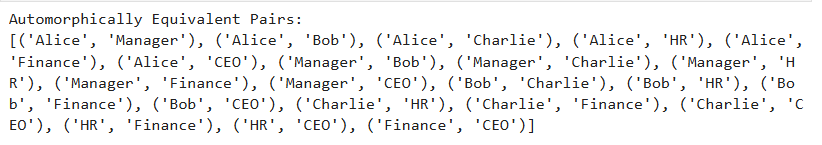 Automorphically Equivalent Pairs:
[('Alice', 'Manager'), ('Alice', 'Bob'), ('Alice', 'Charlie'), ('Alice', 'HR'), ('Alice',
'Finance'), ('Alice', 'CEO'), ('Manager', 'Bob'), ('Manager', 'Charlie'), ('Manager', 'H
R'), ('Manager', 'Finance'), ('Manager', 'CEO'), ('Bob', 'Charlie'), ('Bob', 'HR'), ('Bo
b', 'Finance'), ('Bob', 'CEO'), ('Charlie', 'HR'), ('Charlie', 'Finance'), ('Charlie', 'C
EO'), ('HR', 'Finance'), ('HR', 'CEO'), ('Finance', 'CEO')]